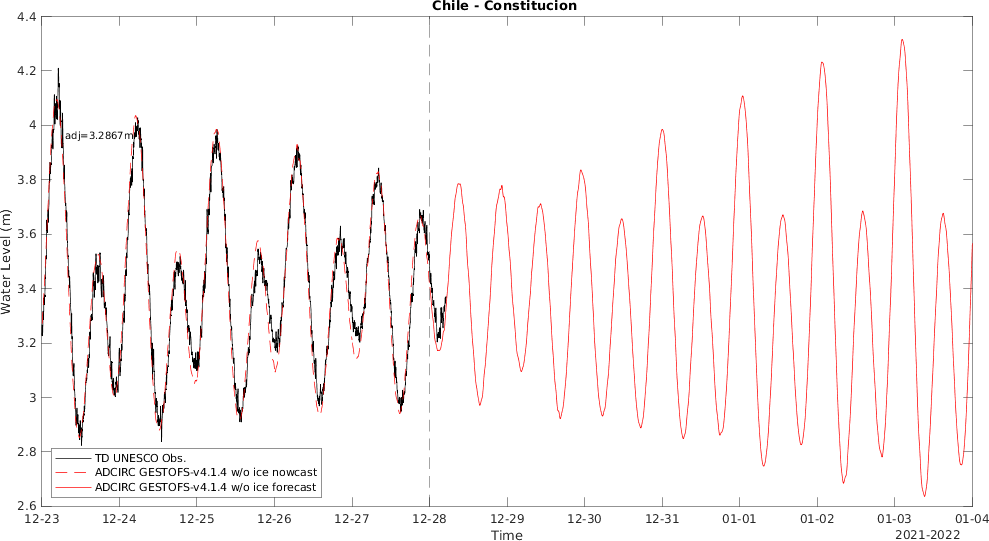 Chile - Constitucion
4.4
4.2
4
3.8
3.6
3.4
3.2
3
2.8
2.6
Water Level (m)
adj=3.2867m
TD UNESCO Obs.
ADCIRC GESTOFS-v4.1.4 w/o ice nowcast
ADCIRC GESTOFS-v4.1.4 w/o ice forecast
12-23 12-24 12-25 12-26 12-27 12-28 12-29 12-30 12-31 01-01 01-02 01-03 01-04
Time
2021-2022